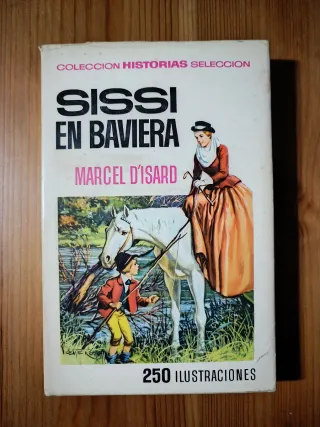 COLECCION HISTORIAS SELECCION
SISSI
EN BAVIERA
MARCEL D'ISARD
250 ILUSTRACIONES